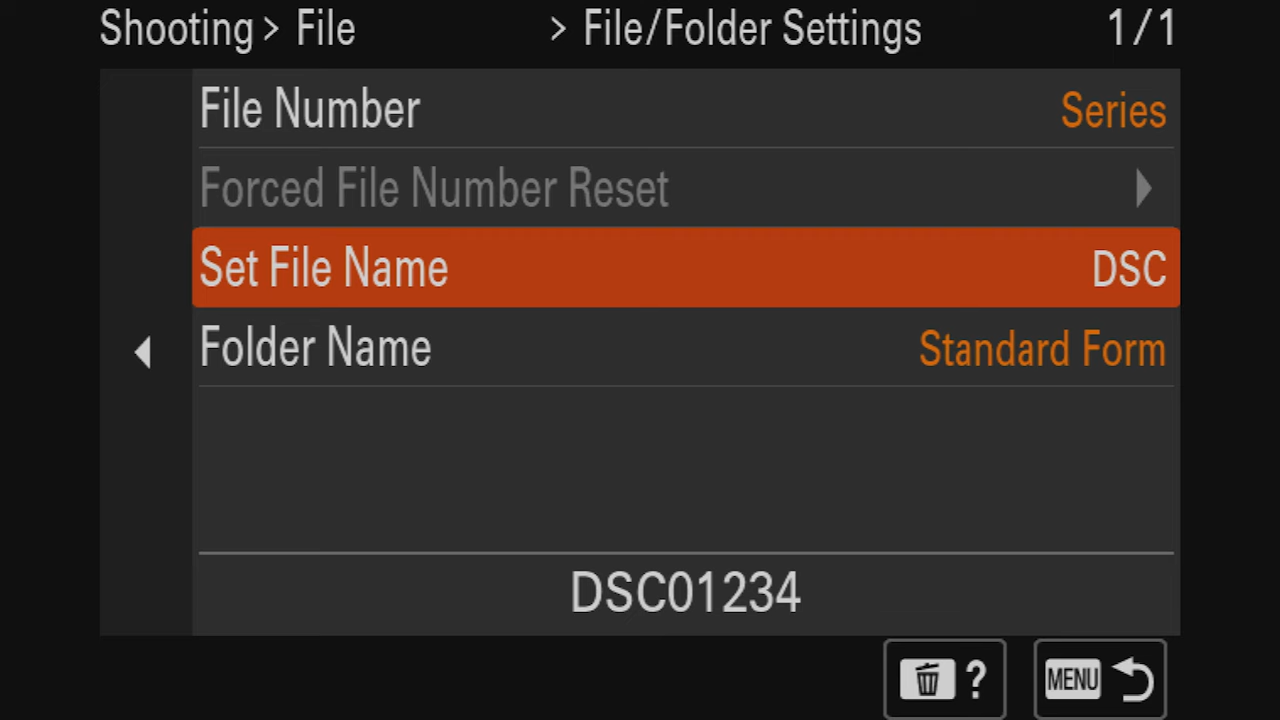 Shooting > File > File/Folder Settings 1/1
File Number Series
Forced File Number Reset
Set File Name DSC
Folder Name Standard Form
DSC01234
? MENU